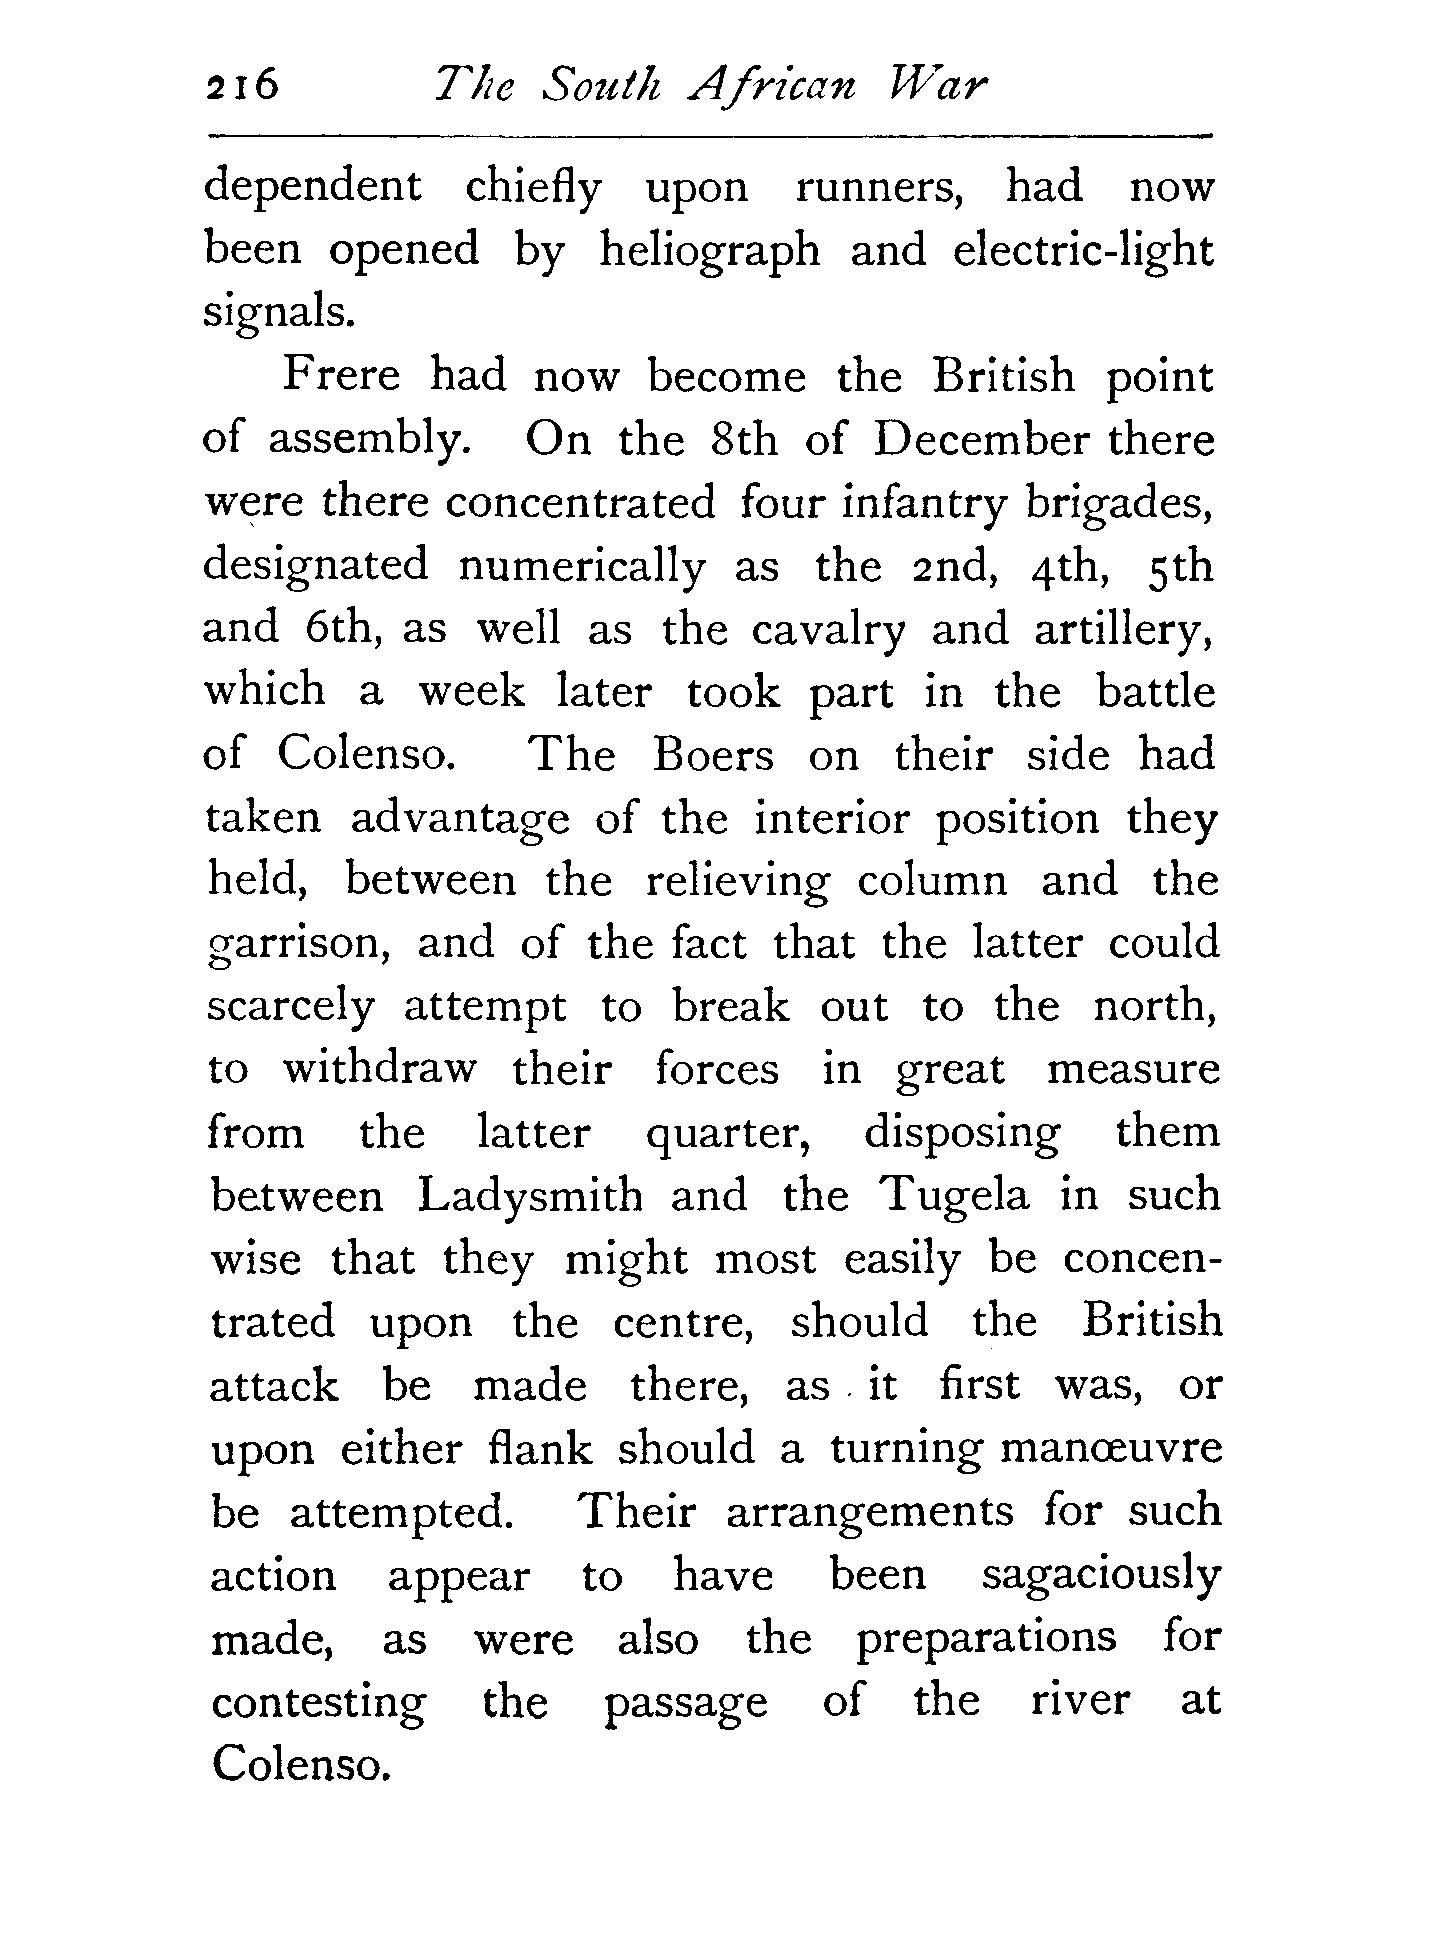 216 The South African War
dependent chiefly upon runners, had now
been opened by heliograph and electric-light
signals.
Frere had now become the British point
of assembly. On the 8th of December there
were there concentrated four infantry brigades,
designated numerically as the 2nd, 4th, 5th
and 6th, as well as the cavalry and artillery,
which a week later took part in the battle
of Colenso. The Boers on their side had
taken advantage of the interior position they
held, between the relieving column and the
garrison, and of the fact that the latter could
scarcely attempt to break out to the north,
to withdraw their forces in great measure
from the latter quarter, disposing them
between Ladysmith and the Tugela in such
wise that they might most easily be concen-
trated upon the centre, should the British
attack be made there, as it first was, or
upon either flank should a turning manœuvre
be attempted. Their arrangements for such
action appear to have been sagaciously
made, as were also the preparations for
contesting the passage of the river at
Colenso.